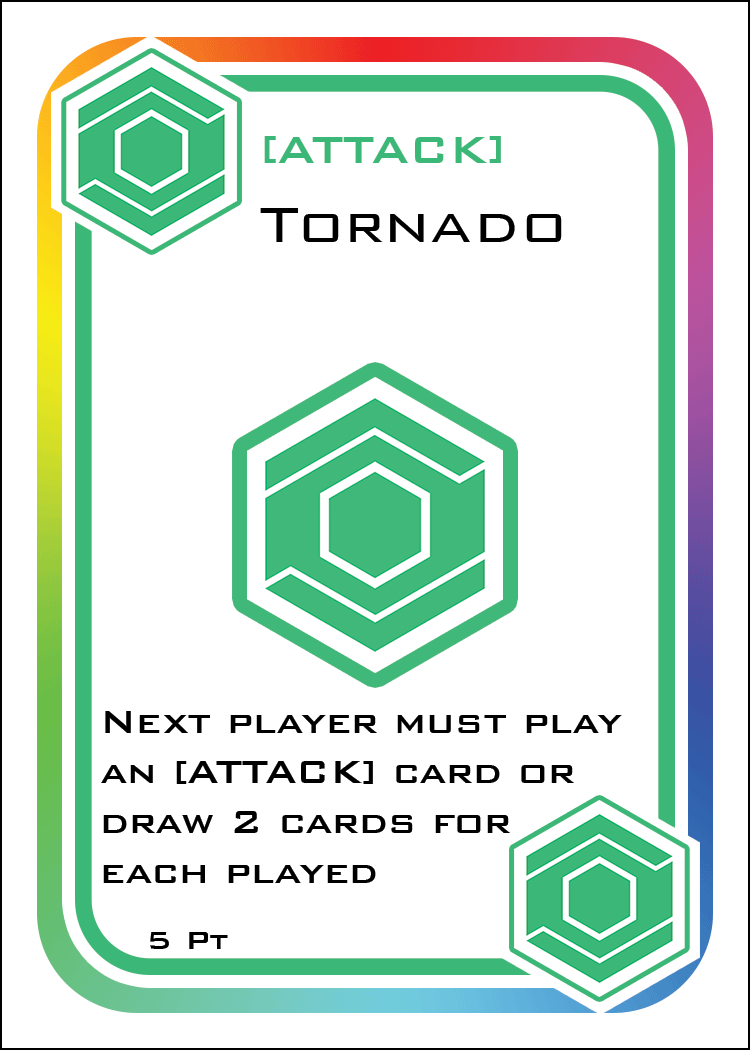 [ATTACK]
Tornado
Next player must play
an [ATTACK] card or
draw 2 cards for
each played
5 Pt